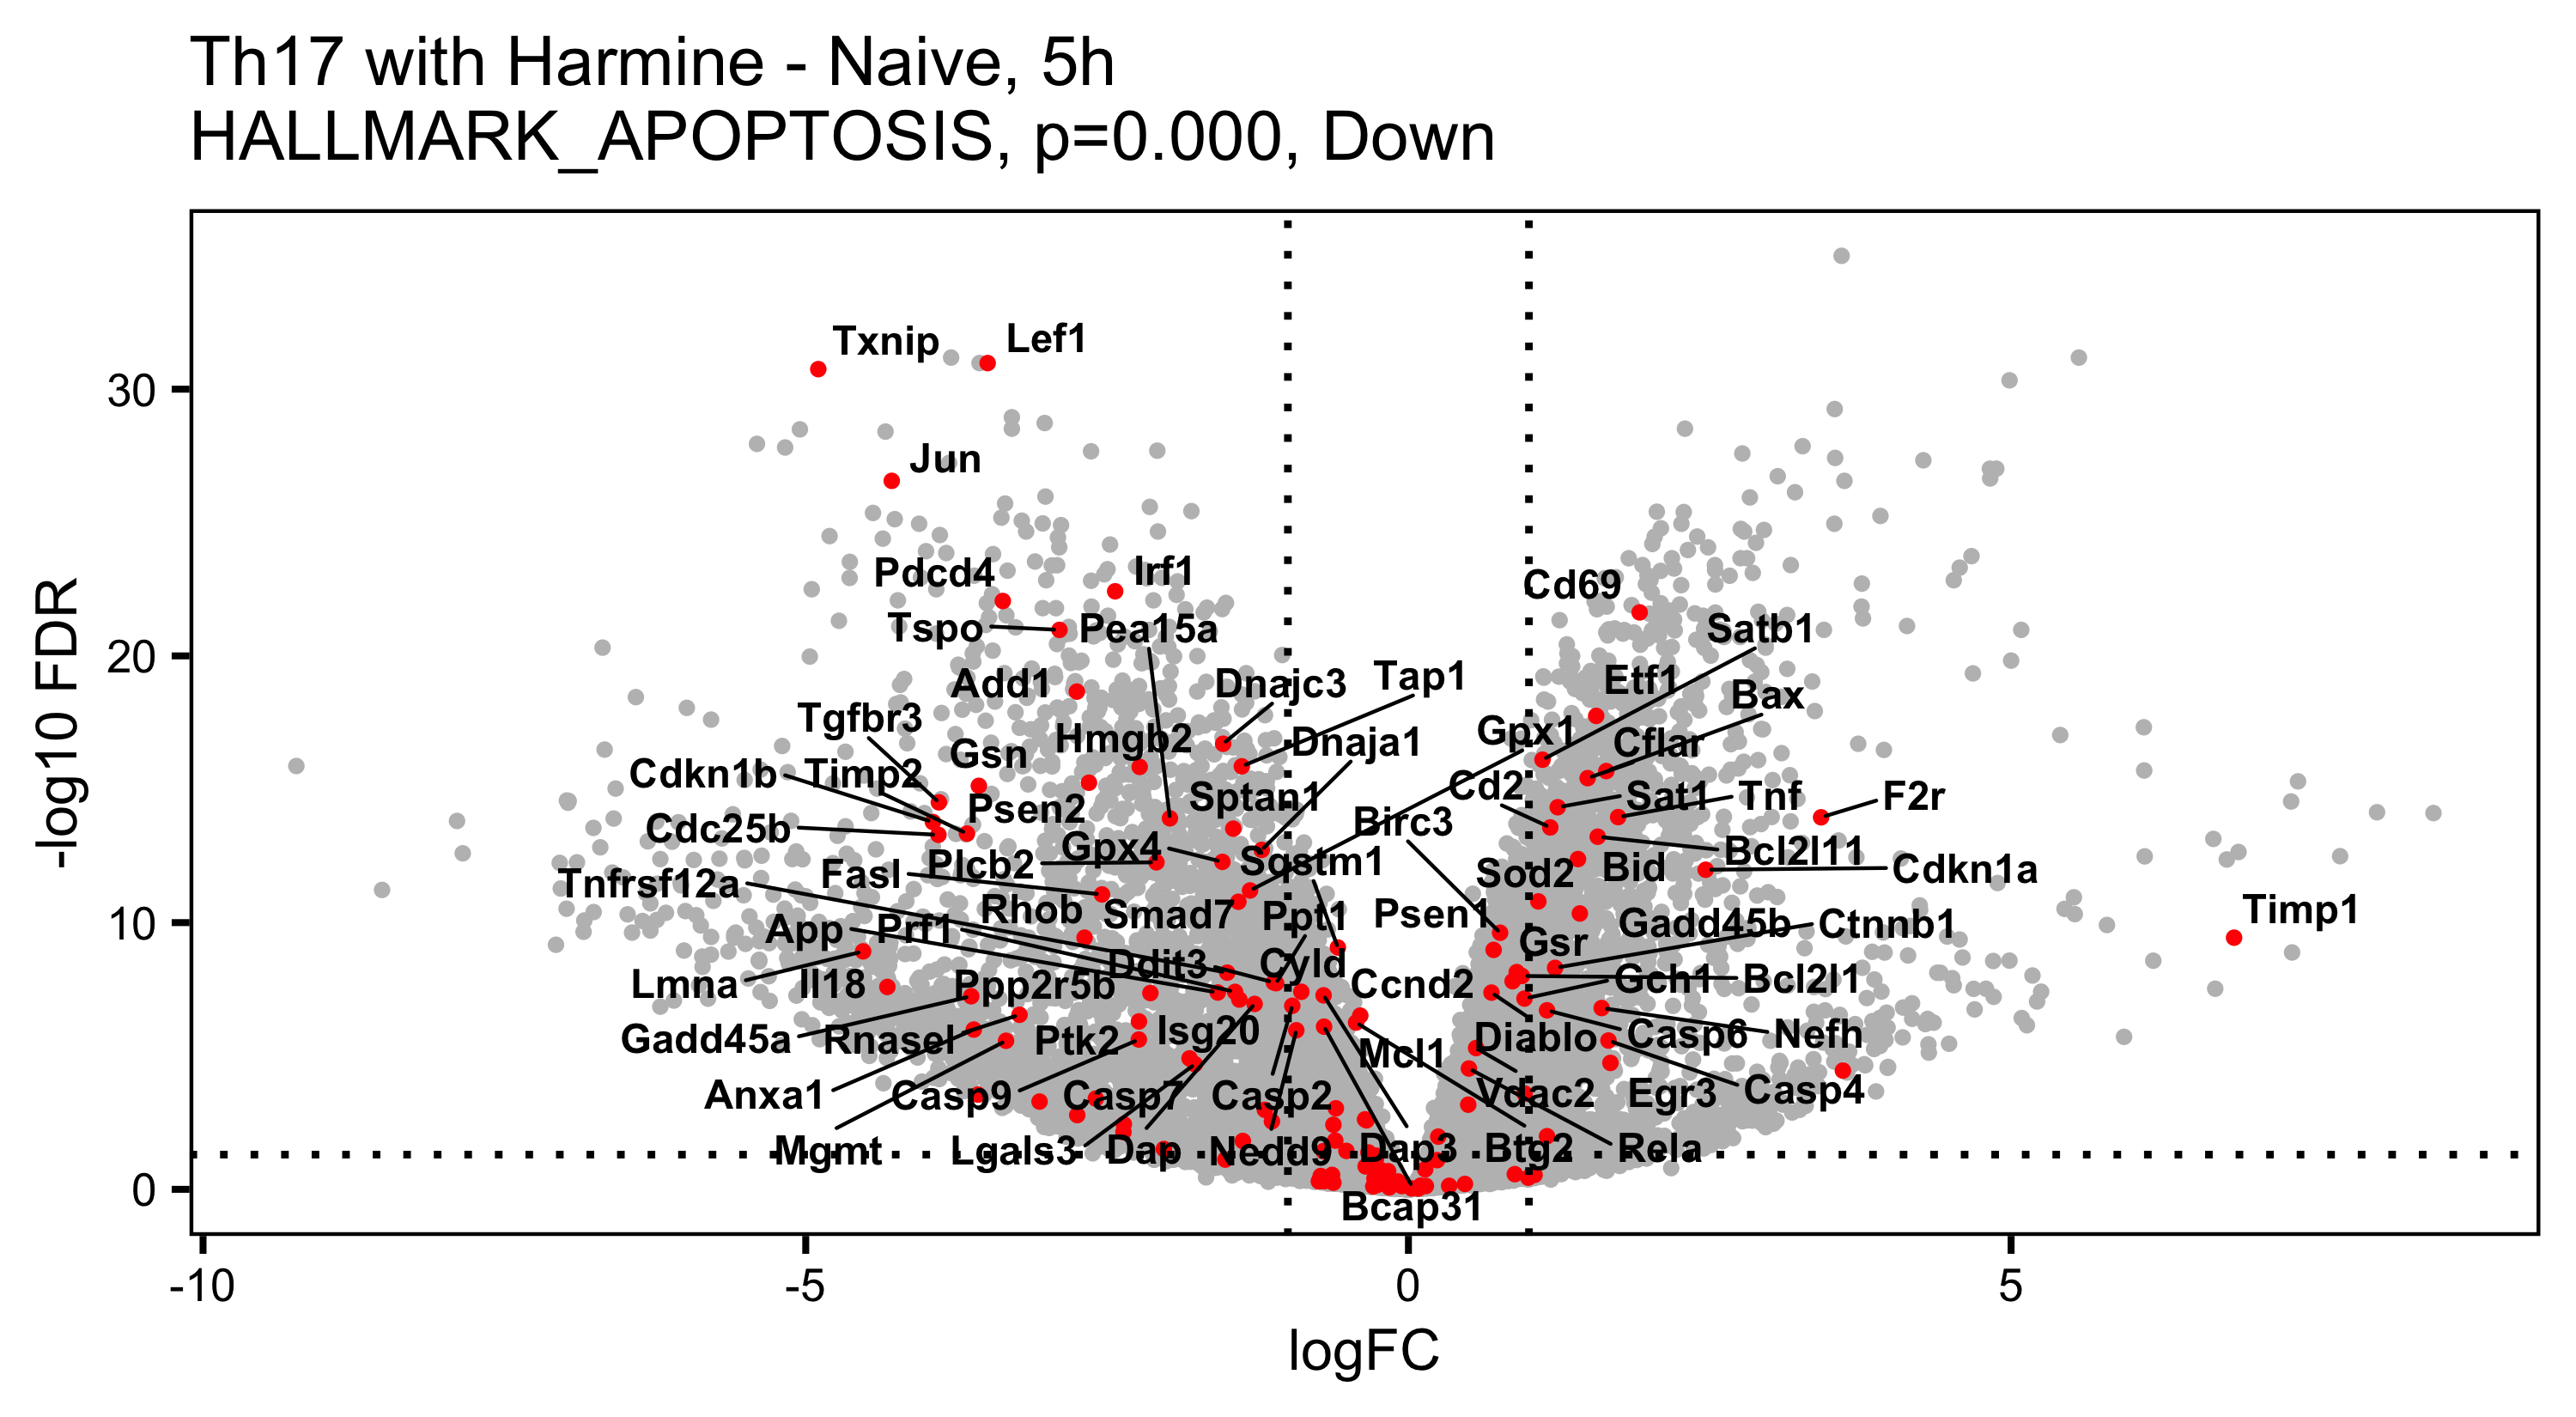 Th17 with Harmine - Naive, 5h
HALLMARK_APOPTOSIS, p=0.000, Down
-log10 FDR
30
20
10
0
Txnip
Lef1
Jun
Pdcd4
Irf1
Cd69
Tspo
Pea15a
Satb1
Add1
Dnajc3
Tap1
Etf1
Bax
Tgfbr3
Gsn
Hmgb2
Dnaja1
Gpx1
Cflar
Cdkn1b
Timp2
Psen2
Sptan1
Cd2
Sat1
Tnf
F2r
Cdc25b
Gpx4
Birc3
Bcl2l11
Tnfrsf12a
Fasl
Plcb2
Sqstm1
Sod2
Bid
Cdkn1a
App
Prf1
Rhob
Smad7
Ppt1
Psen1
Gsr
Gadd45b
Ctnnb1
Timp1
Lmna
Il18
Ppp2r5b
Ddit3
Cyld
Ccnd2
Gch1
Bcl2l1
Gadd45a
Rnasel
Ptk2
Isg20
Mcl1
Diablo
Casp6
Nefh
Anxa1
Casp9
Casp7
Casp2
Vdac2
Egr3
Casp4
Mgmt
Lgals3
Dap
Nedd9
Dap3
Btg2
Rela
Bcap31
-10
-5
0
5
logFC